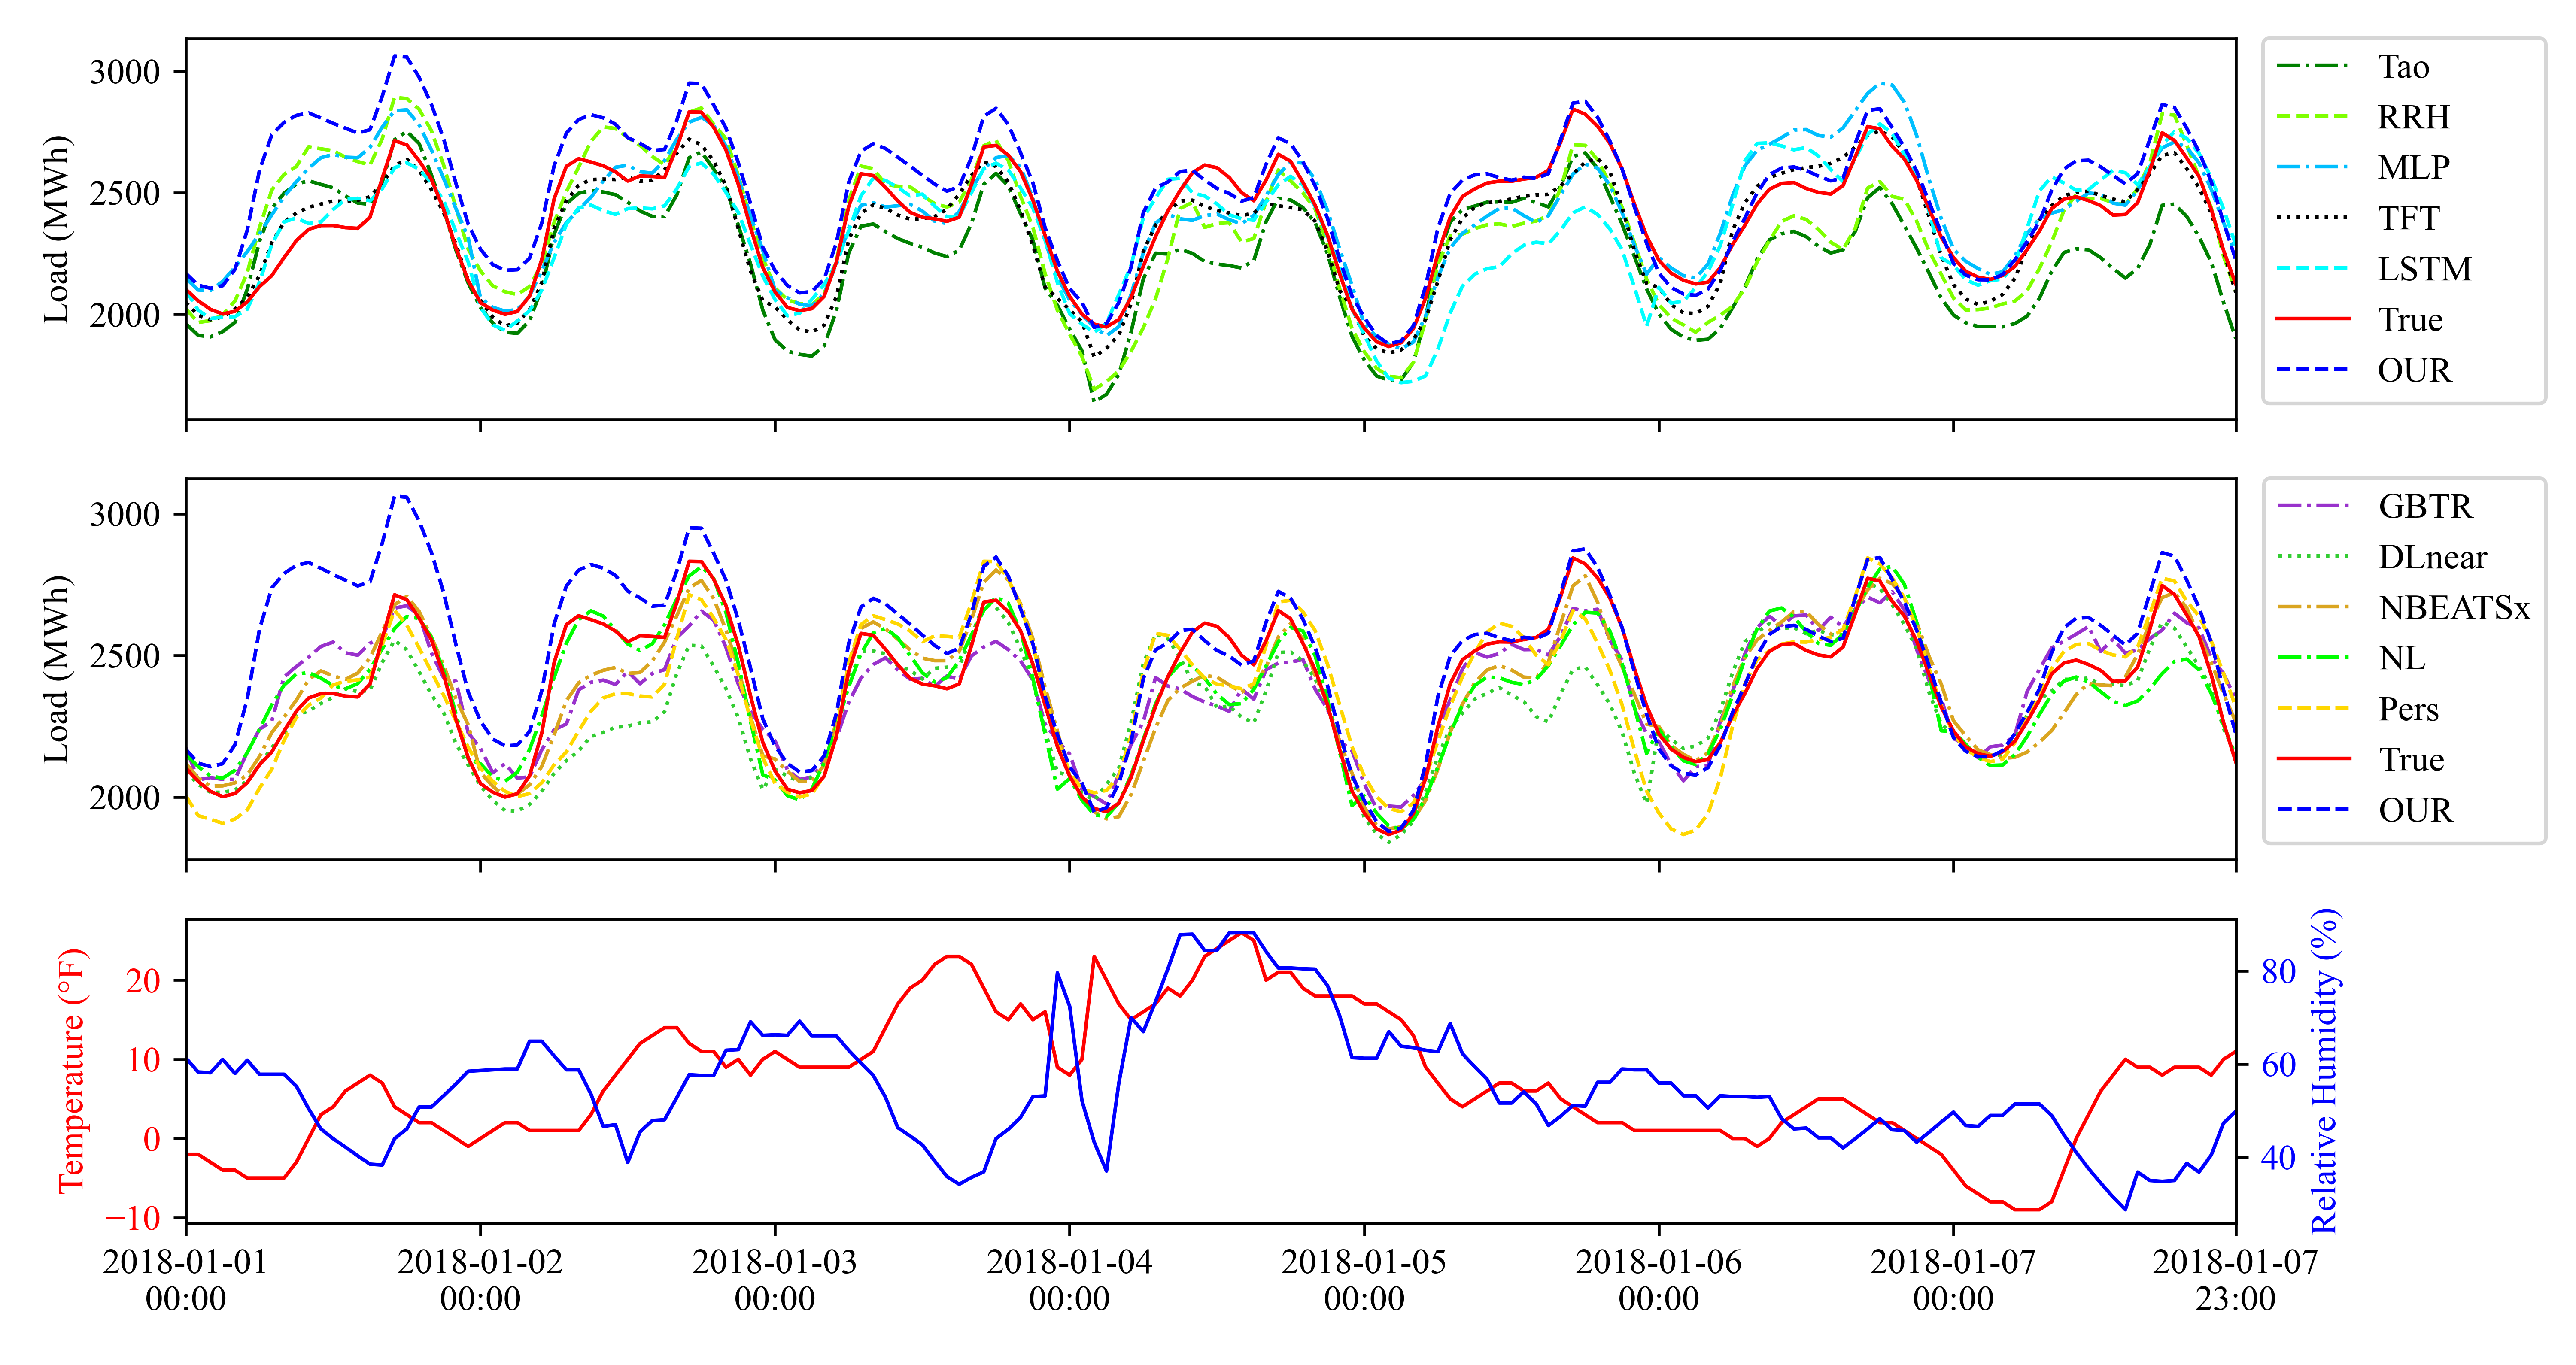 Load (MWh)
3000
2500
2000
Tao
RRH
MLP
TFT
LSTM
True
OUR
Load (MWh)
3000
2500
2000
GBTR
DLnear
NBEATSx
NL
Pers
True
OUR
Temperature (°F)
20
10
0
−10
80
60
40
Relative Humidity (%)
2018-01-01 2018-01-02 2018-01-03 2018-01-04 2018-01-05 2018-01-06 2018-01-07 2018-01-07
00:00 00:00 00:00 00:00 00:00 00:00 00:00 23:00